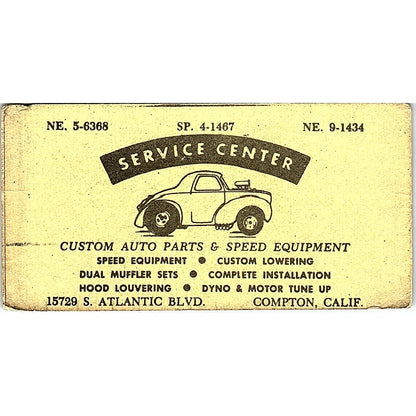 NE. 5-6368 SP. 4-1467 NE. 9-1434
SERVICE CENTER
CUSTOM AUTO PARTS & SPEED EQUIPMENT
SPEED EQUIPMENT ● CUSTOM LOWERING
DUAL MUFFLER SETS ● COMPLETE INSTALLATION
HOOD LOUVERING ● DYNO & MOTOR TUNE UP
15729 S. ATLANTIC BLVD. COMPTON, CALIF.